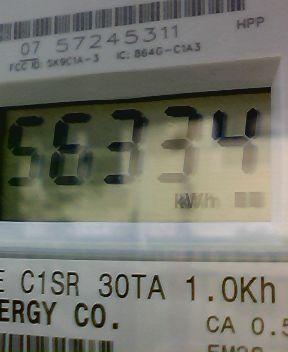 HPP
07 57245311
FCC ID: SK9C1A-3 IC: 864G-C1A3
56334
kWh
E C1SR 30TA 1.0Kh
ERGY CO.
CA 0.5